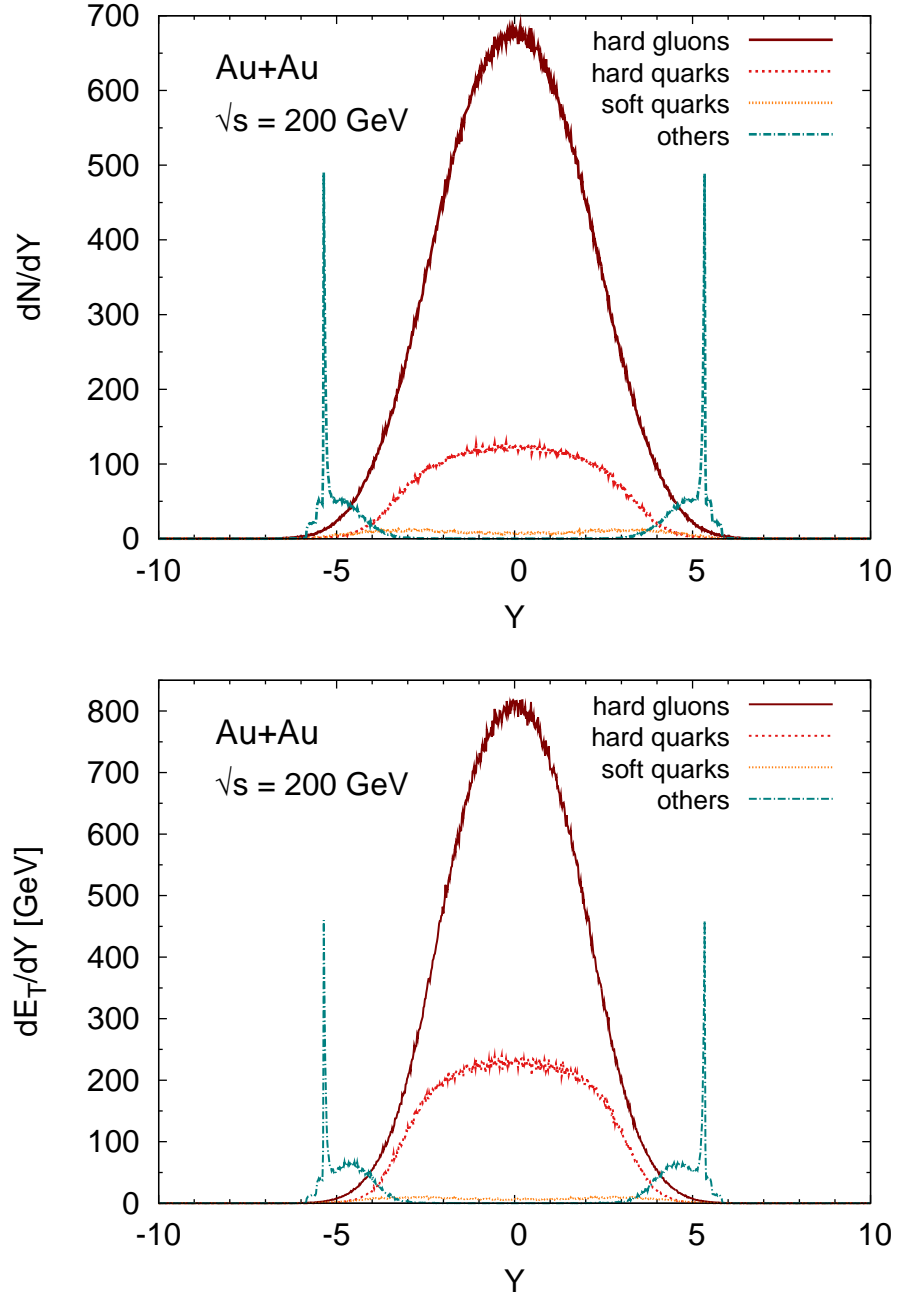 700
600
500
400
300
200
100
0
dN/dY
Au+Au
√s = 200 GeV
hard gluons
hard quarks
soft quarks
others
-10 -5 0 5 10
Y
800
700
600
500
400
300
200
100
0
dE_T/dY [GeV]
Au+Au
√s = 200 GeV
hard gluons
hard quarks
soft quarks
others
-10 -5 0 5 10
Y